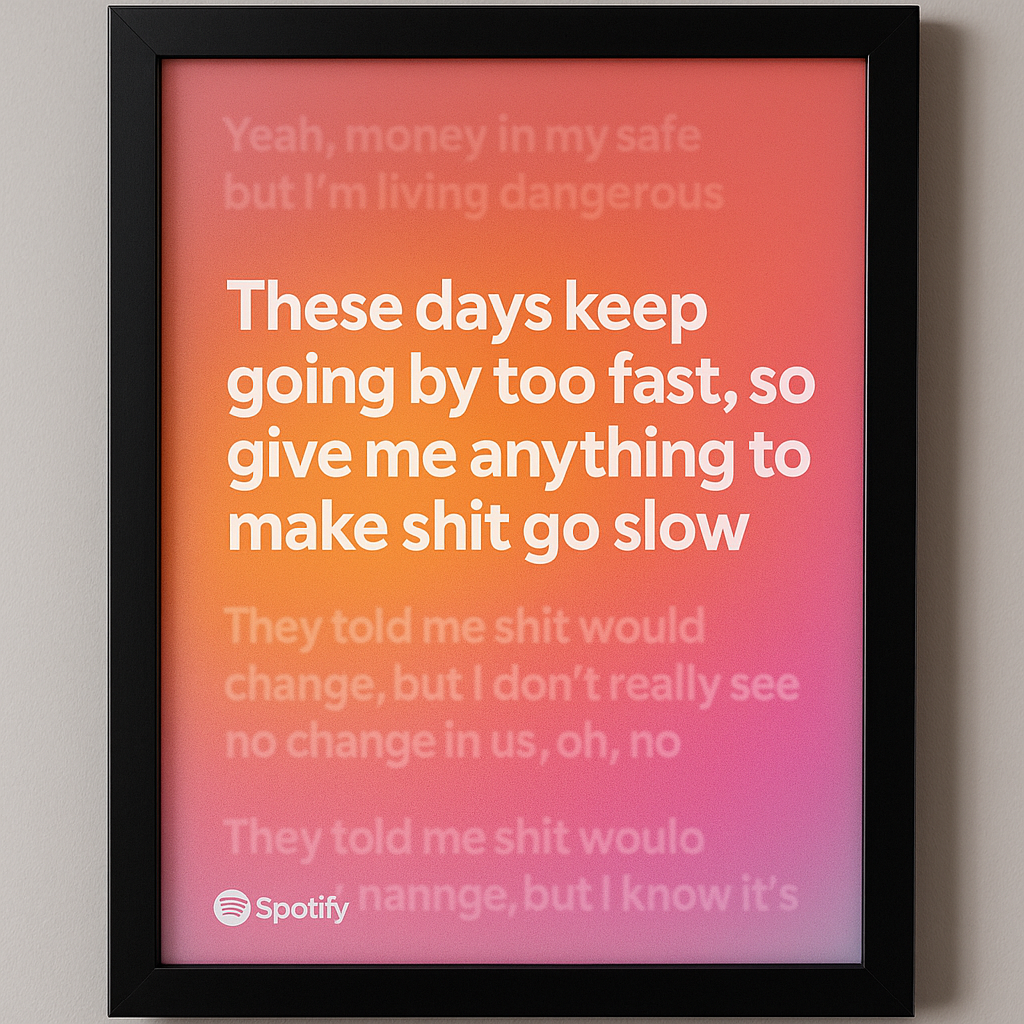 Yeah, money in my safe
but I'm living dangerous
These days keep
going by too fast, so
give me anything to
make shit go slow
They told me shit would
change, but I don't really see
no change in us, oh, no
They told me shit woulo
nannge, but I know it's
Spotify